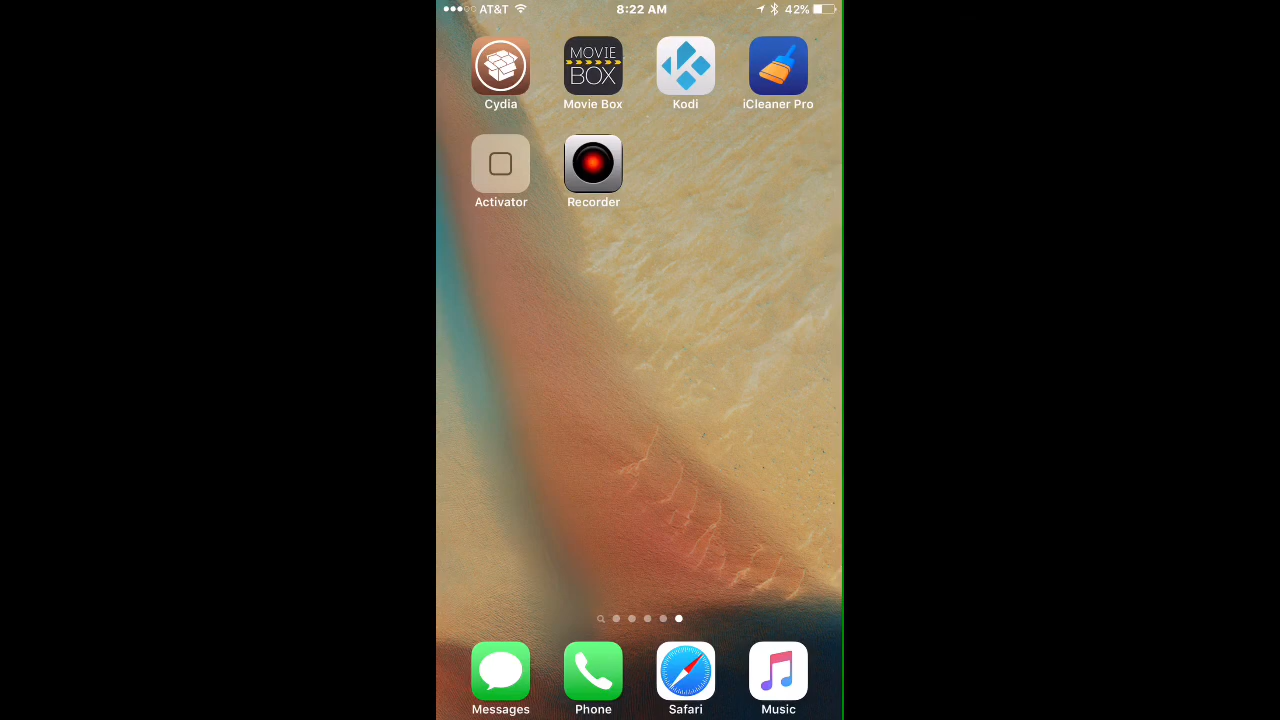 AT&T 8:22 AM 42%
MOVIE
BOX
Cydia Movie Box Kodi iCleaner Pro
Activator Recorder
Messages Phone Safari Music